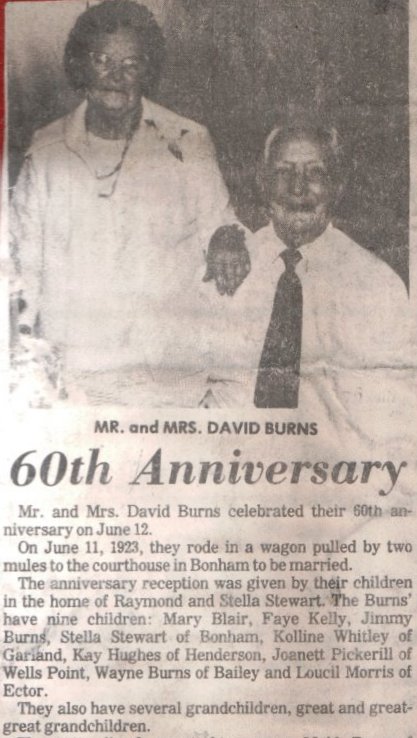 MR. and MRS. DAVID BURNS
60th Anniversary
Mr. and Mrs. David Burns celebrated their 60th an-
niversary on June 12.
On June 11, 1923, they rode in a wagon pulled by two
mules to the courthouse in Bonham to be married.
The anniversary reception was given by their children
in the home of Raymond and Stella Stewart. The Burns'
have nine children: Mary Blair, Faye Kelly, Jimmy
Burns, Stella Stewart of Bonham, Kolline Whitley of
Garland, Kay Hughes of Henderson, Joanett Pickerill of
Wells Point, Wayne Burns of Bailey and Loucil Morris of
Ector.
They also have several grandchildren, great and great-
great grandchildren.